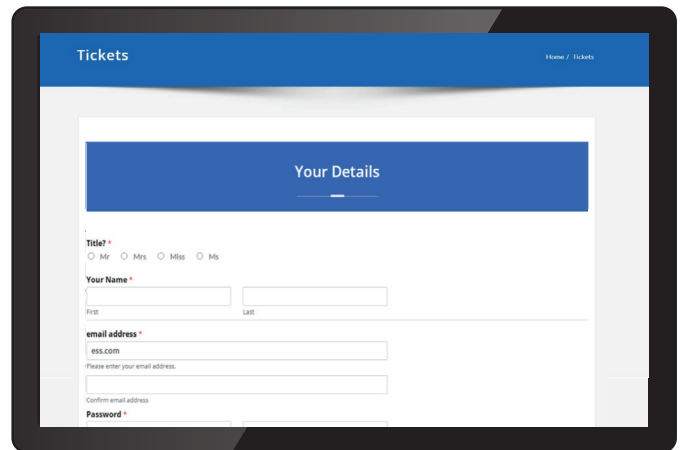 Tickets
Home / Tickets
Your Details
Title? *
Mr Mrs Miss Ms
Your Name *
First Last
email address *
ess.com
Please enter your email address.
Confirm email address
Password *